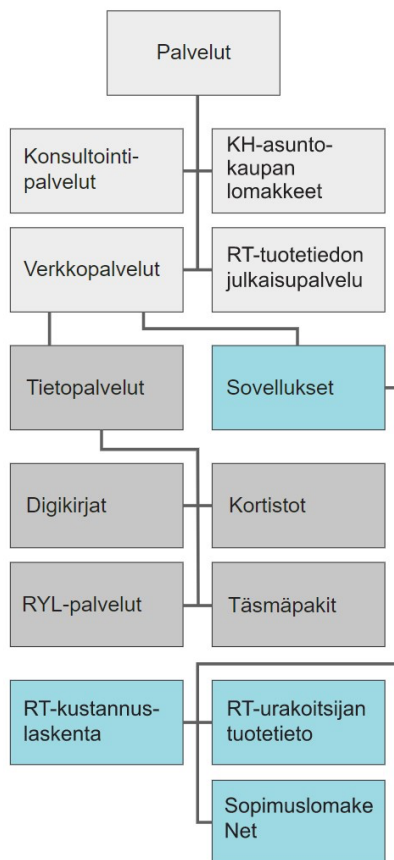 Palvelut
Konsultointi-
palvelut
KH-asunto-
kaupan
lomakkeet
Verkkopalvelut
RT-tuotetiedon
julkaisupalvelu
Tietopalvelut
Sovellukset
Digikirjat
Kortistot
RYL-palvelut
Täsmäpakit
RT-kustannus-
laskenta
RT-urakoitsijan
tuotetieto
Sopimuslomake
Net